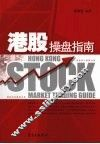 港股
操盘指南
HONG KONG
STOCK
MARKET TRADING GUIDE